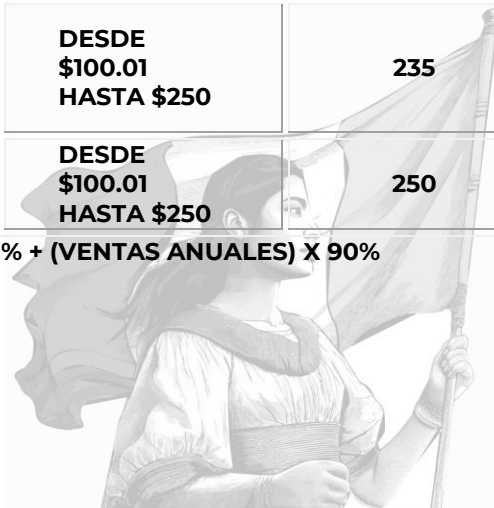 DESDE
$100.01 235
HASTA $250
DESDE
$100.01 250
HASTA $250
% + (VENTAS ANUALES) X 90%